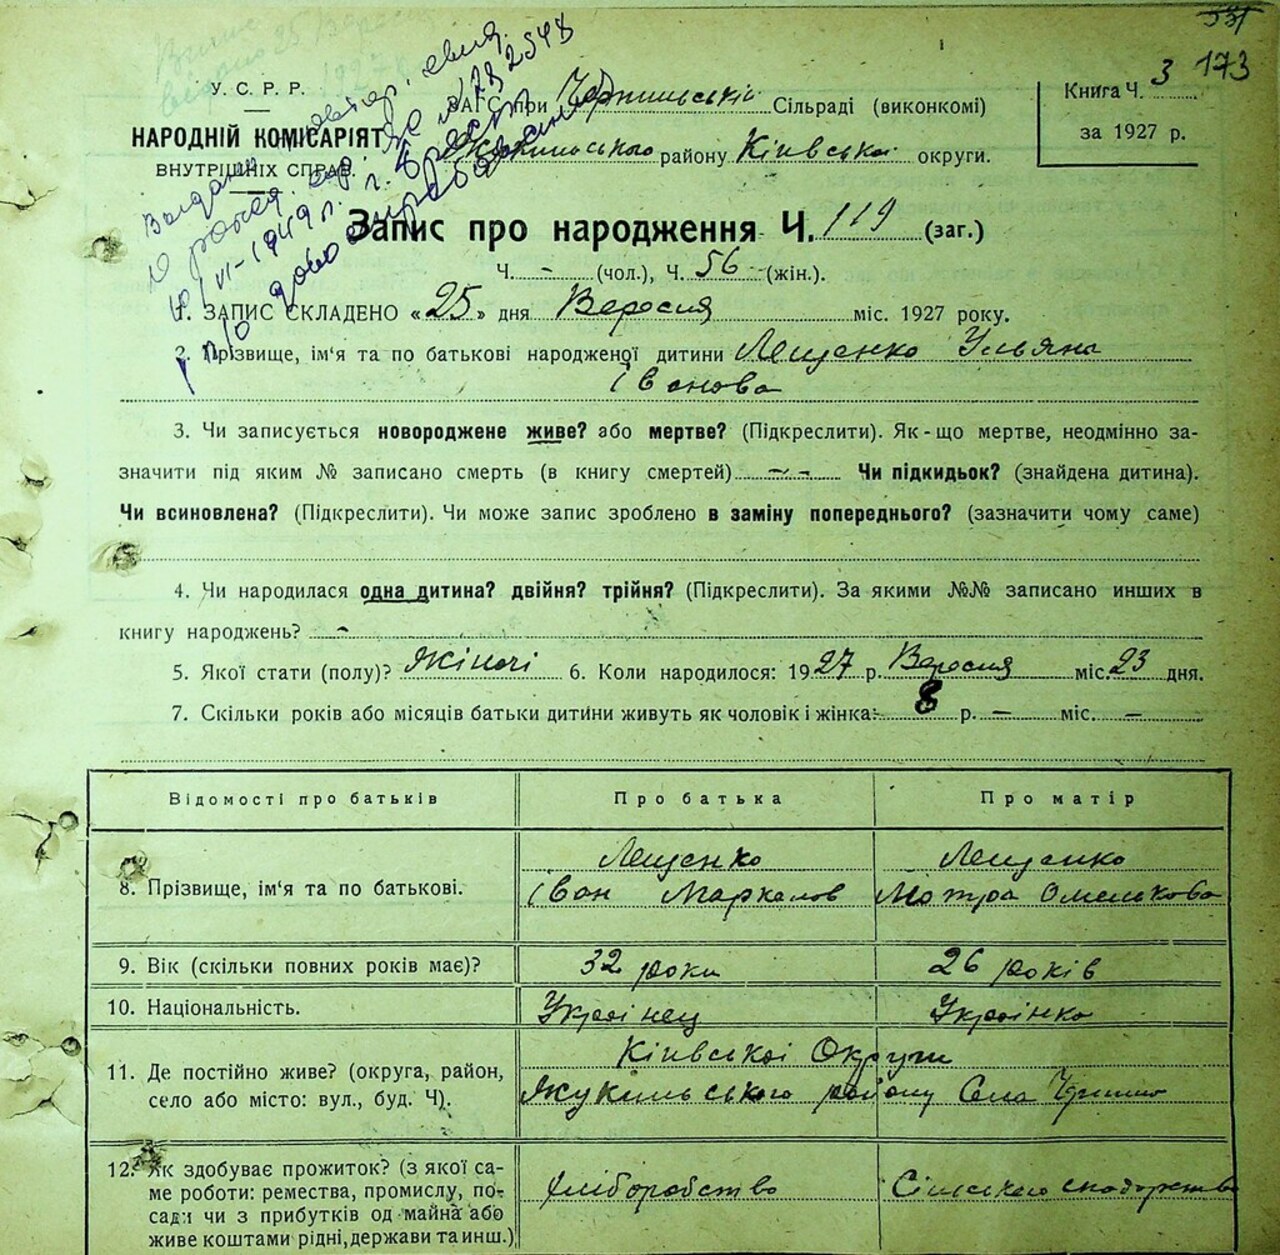 531
173
У. С. Р. Р.
НАРОДНІЙ КОМІСАРІЯТ
ВНУТРІШНІХ СПРАВ.
ЗАГС при Сільраді (виконкомі)
району Київської округи.
Книга Ч. 3
за 1927 р.
Запис про народження Ч. 119 (заг.)
Ч. - (чол.), Ч. 56 (жін.).
1. ЗАПИС СКЛАДЕНО «25» дня Вересня міс. 1927 року.
2. Прізвище, ім'я та по батькові народженої дитини Лещенко Ульяна
Іванова
3. Чи записується новороджене живе? або мертве? (Підкреслити). Як-що мертве, неодмінно за-
значити під яким № записано смерть (в книгу смертей) - - Чи підкидьок? (знайдена дитина).
Чи всиновлена? (Підкреслити). Чи може запис зроблено в заміну попереднього? (зазначити чому саме)
4. Чи народилася одна дитина? двійня? трійня? (Підкреслити). За якими №№ записано инших в
книгу народжень? -
5. Якої стати (полу)? Жіночі 6. Коли народилося: 1927 р. Вересня міс. 23 дня.
7. Скільки років або місяців батьки дитини живуть як чоловік і жінка: 8 р. — міс. —
Відомості про батьків Про батька Про матір
Лещенко Лещенко
8. Прізвище, ім'я та по батькові. Іван Маркелов Мотря Омелькова
9. Вік (скільки повних років має)? 32 роки 26 років
10. Національність. Українец Українка
Київської Округи
11. Де постійно живе? (округа, район,
село або місто: вул., буд. Ч). району Села
12. Як здобуває прожиток? (з якої са-
ме роботи: ремества, промислу, по- хліборобство
сади чи з прибутків од майна або
живе коштами рідні, держави та инш.)